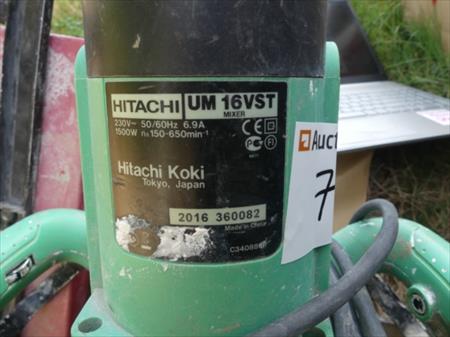 HITACHI UM 16VST
MIXER
230V~ 50/60Hz 6.9A
1500W n₀ 150-650min⁻¹
CE
Hitachi Koki
Tokyo, Japan
2016 360082
Made in China
Auct
7